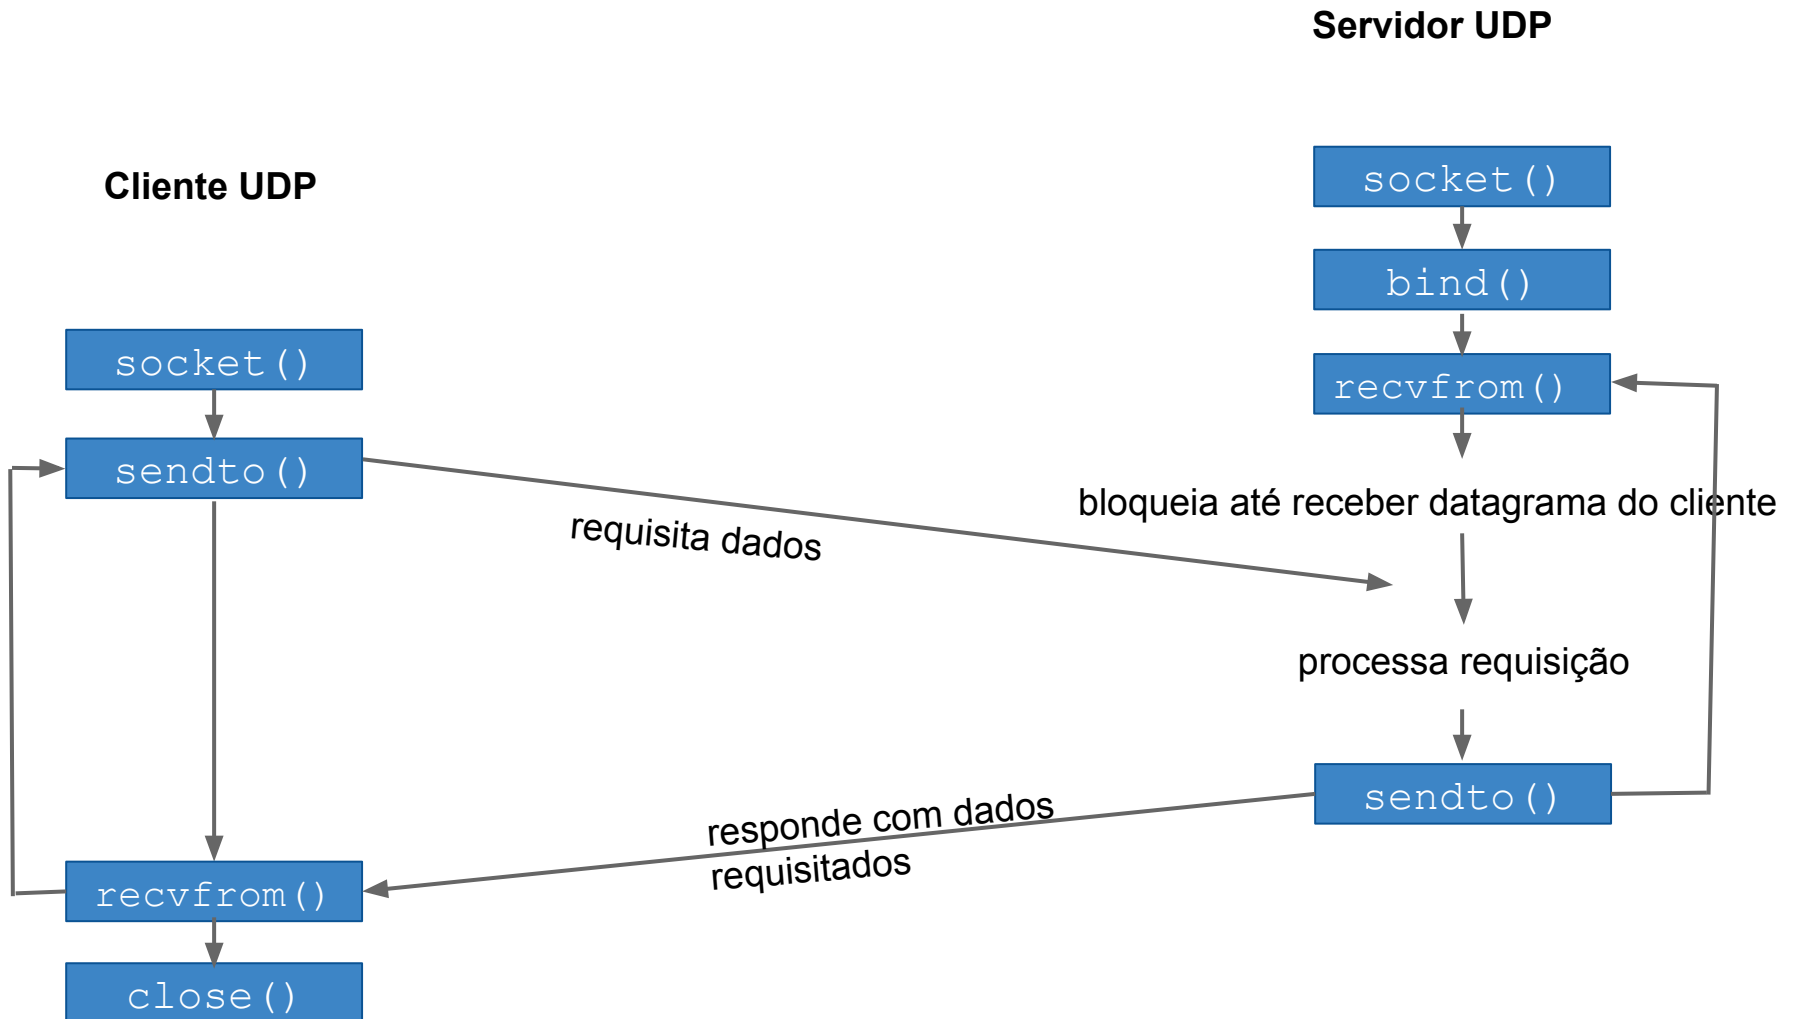 Servidor UDP
Cliente UDP
socket()
bind()
recvfrom()
socket()
sendto()
bloqueia até receber datagrama do cliente
requisita dados
processa requisição
sendto()
responde com dados
requisitados
recvfrom()
close()